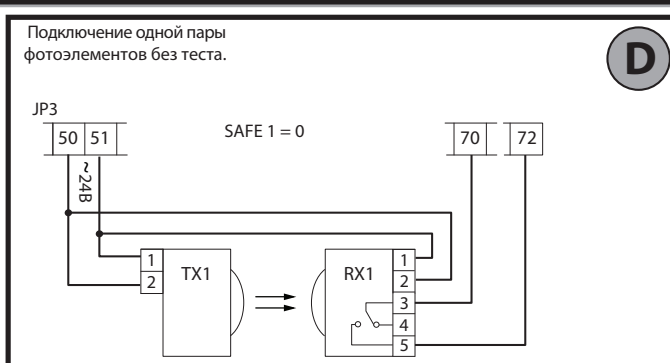 Подключение одной пары
фотоэлементов без теста.
D
JP3
50 51
SAFE 1 = 0
70 72
~24В
1
2
TX1
RX1
1
2
3
4
5